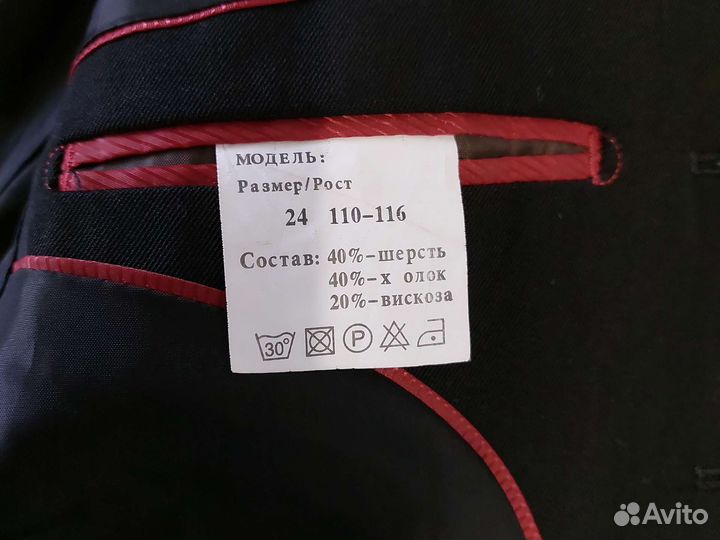 МОДЕЛЬ:
Размер/Рост
24 110-116
Состав: 40%-шерсть
40%-х олок
20%-вискоза
30° P
Avito